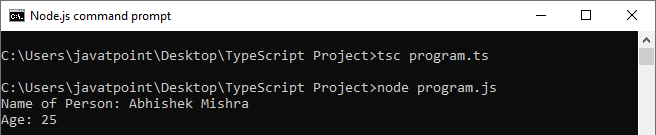 Node.js command prompt
C:\Users\javatpoint\Desktop\TypeScript Project>tsc program.ts
C:\Users\javatpoint\Desktop\TypeScript Project>node program.js
Name of Person: Abhishek Mishra
Age: 25